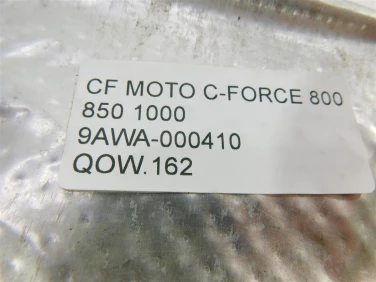 CF MOTO C-FORCE 800
850 1000
9AWA-000410
QOW.162